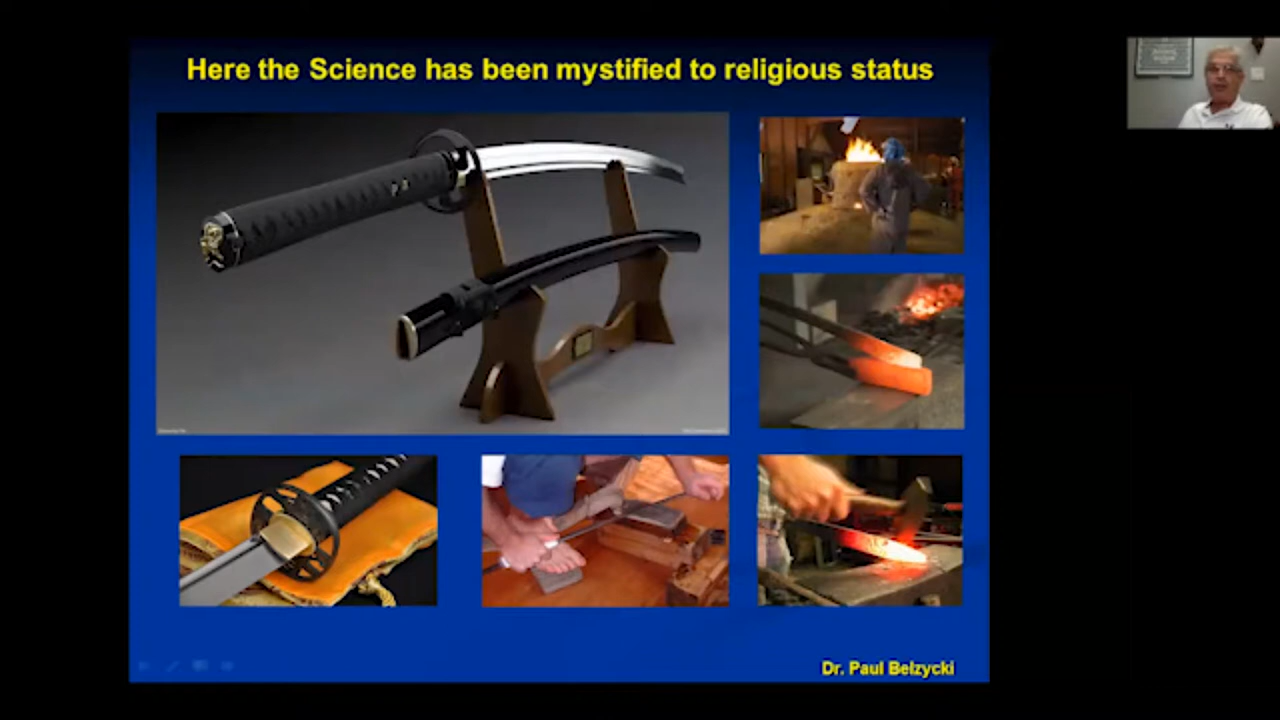 Here the Science has been mystified to religious status
Dr. Paul Belzycki